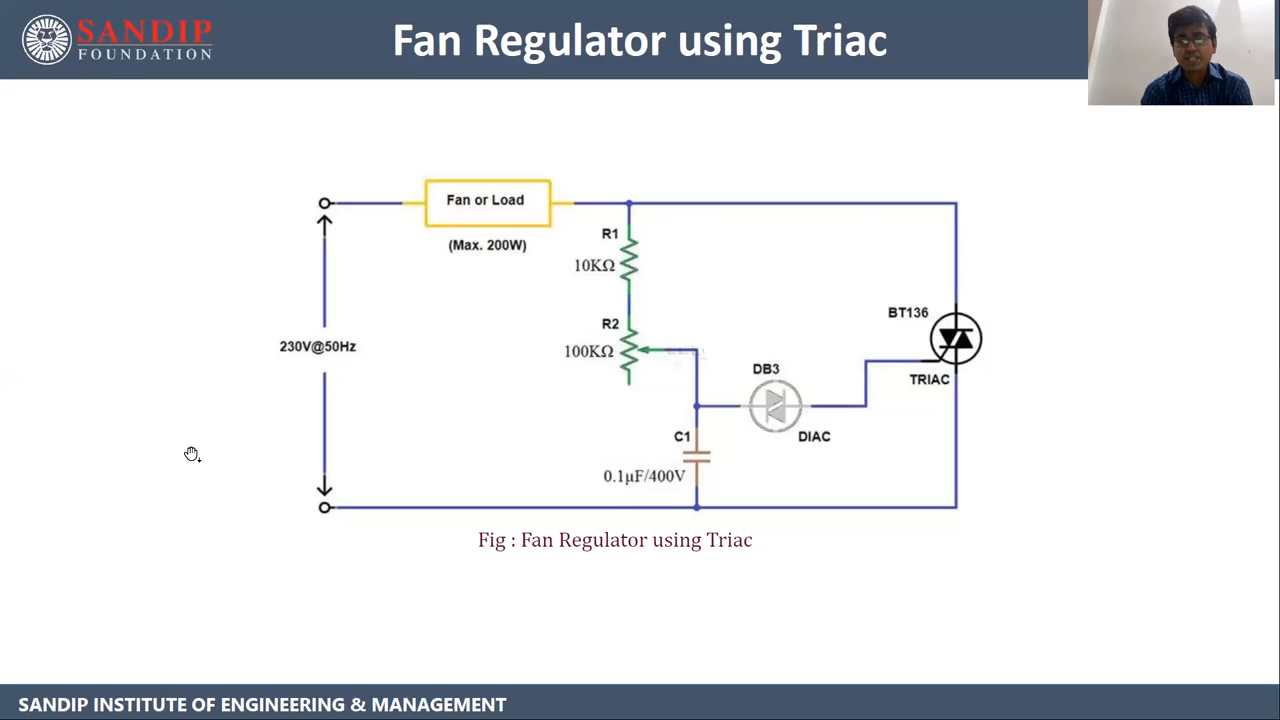 SANDIP
FOUNDATION
Fan Regulator using Triac
Fan or Load
(Max. 200W)
R1
10KΩ
R2
100KΩ
230V@50Hz
BT136
TRIAC
DB3
DIAC
C1
0.1µF/400V
Fig : Fan Regulator using Triac
SANDIP INSTITUTE OF ENGINEERING & MANAGEMENT